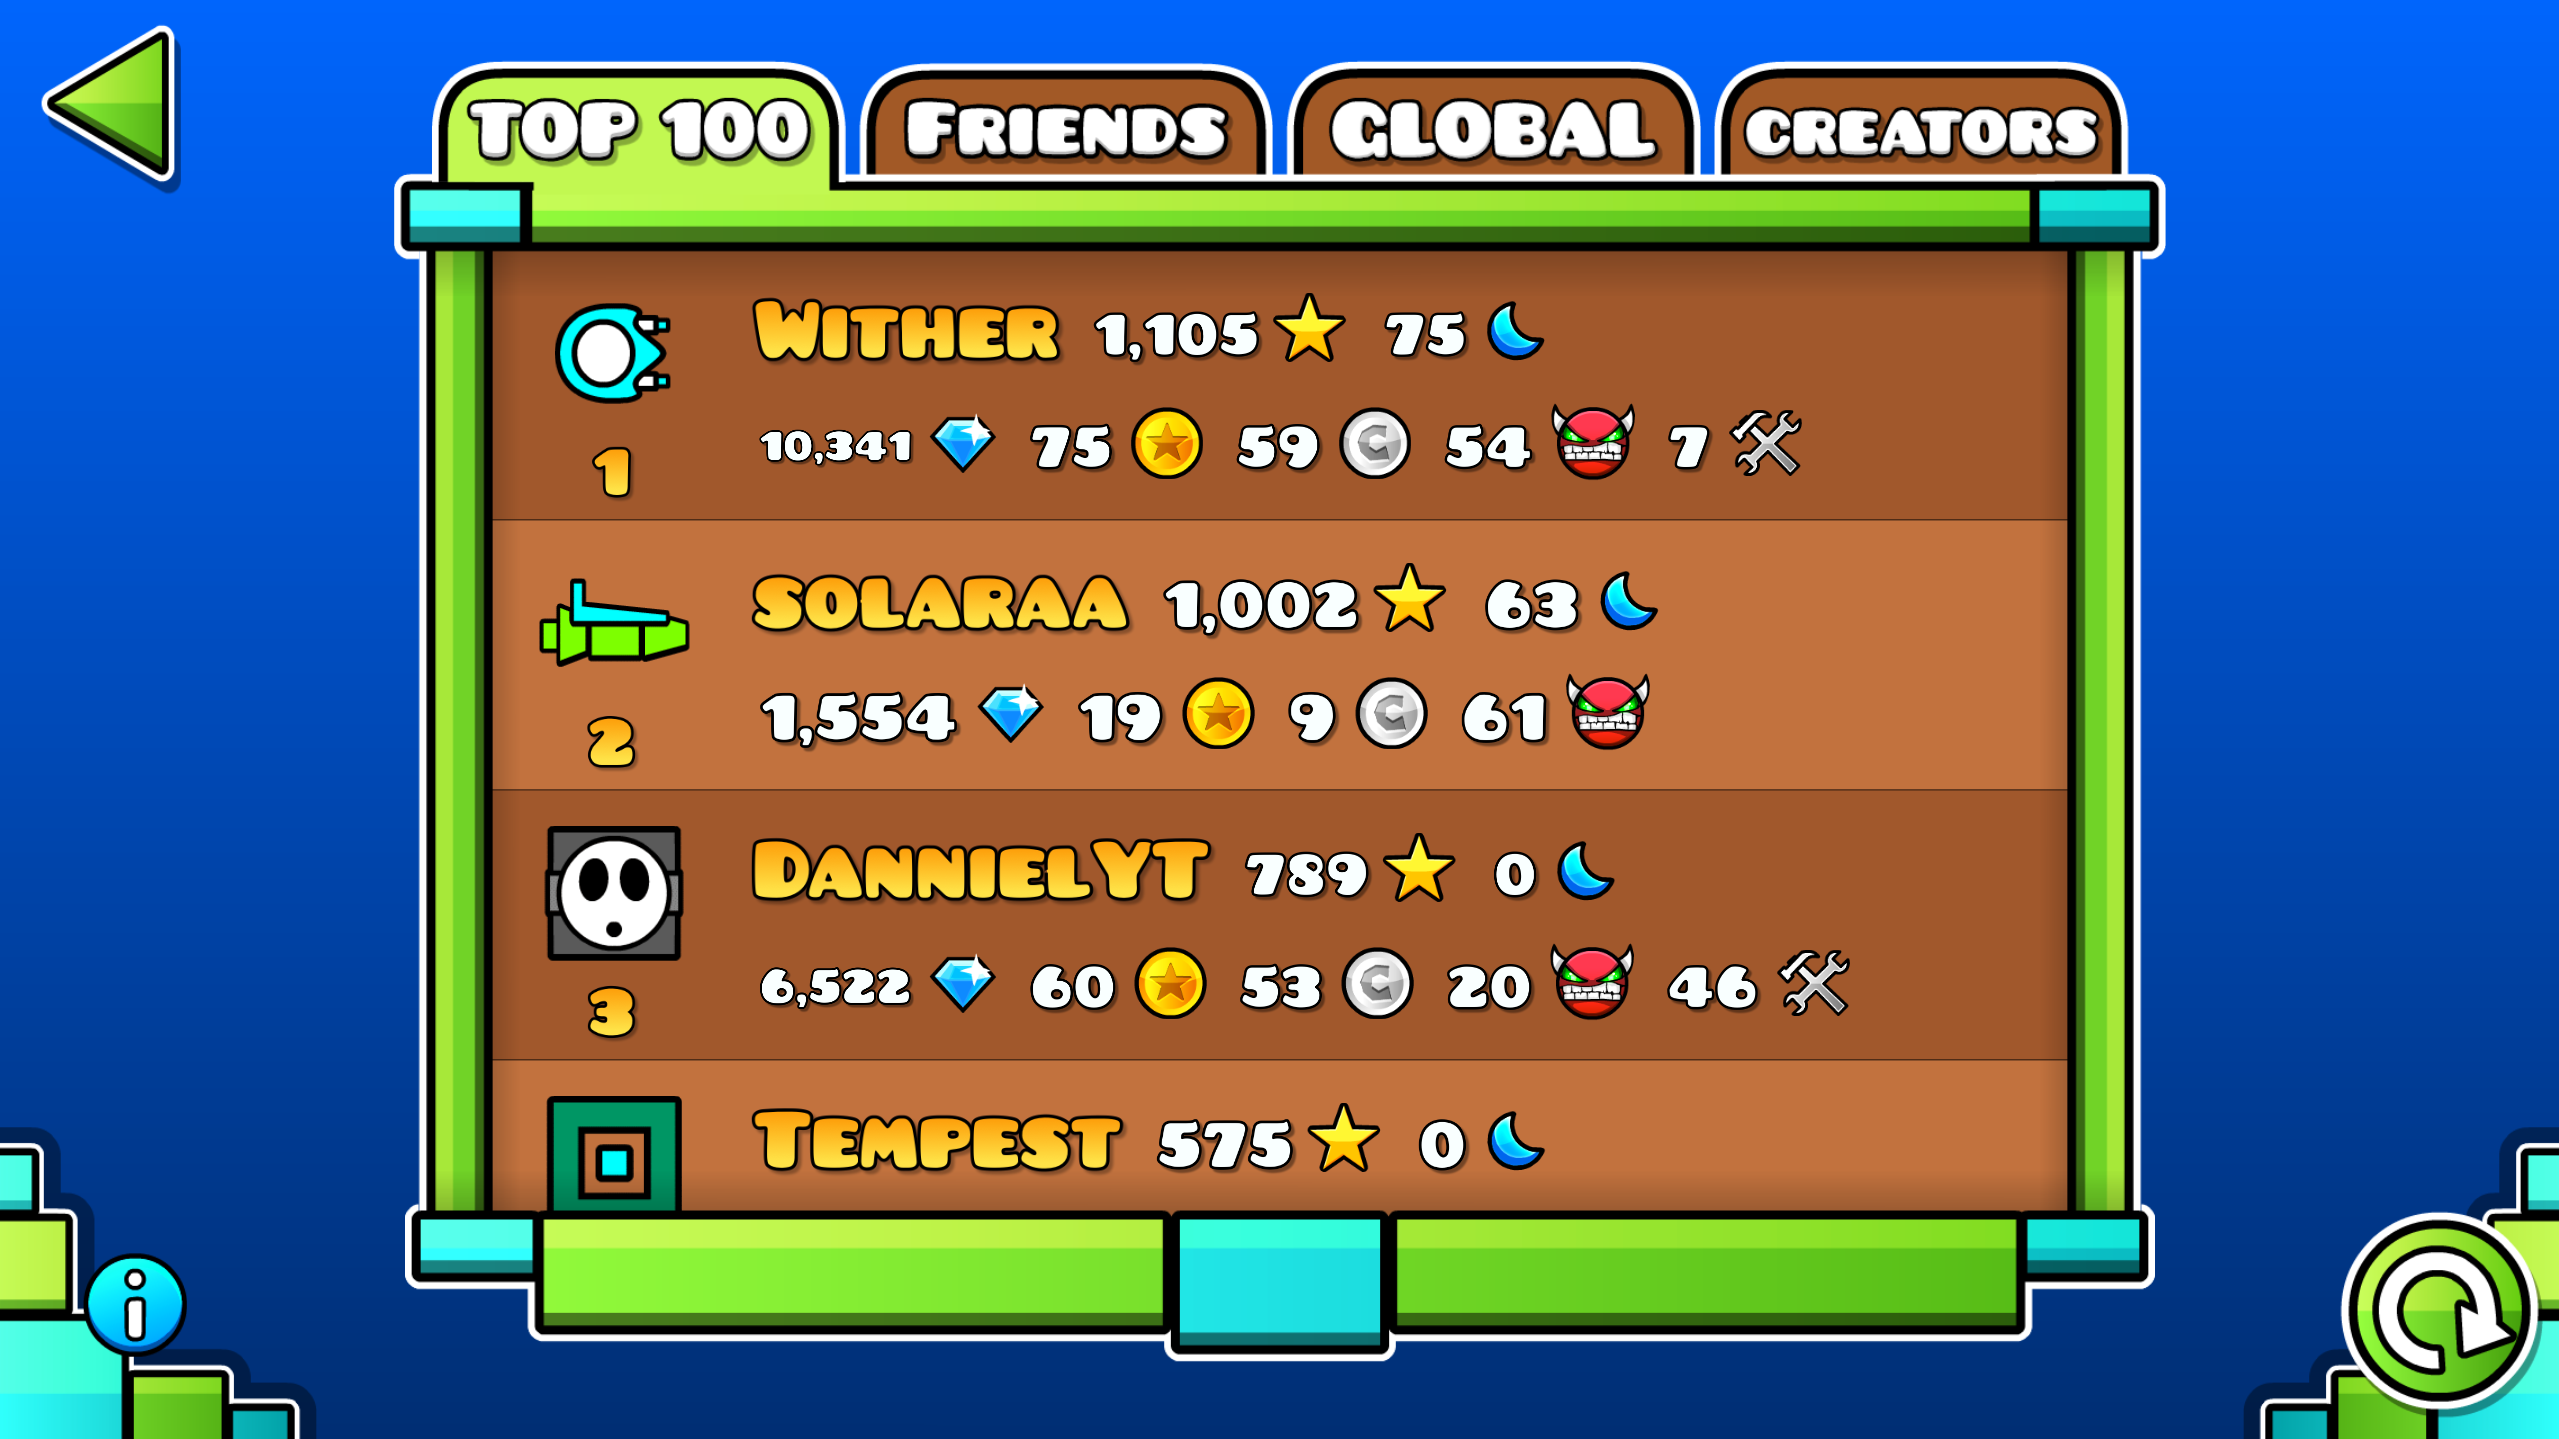 TOP 100 FRIENDS GLOBAL CREATORS
WITHER 1,105 75
10,341 75 59 54 7
1
SOLARAA 1,002 63
1,554 19 9 61
2
DANNIELYT 789 0
6,522 60 53 20 46
3
TEMPEST 575 0
i